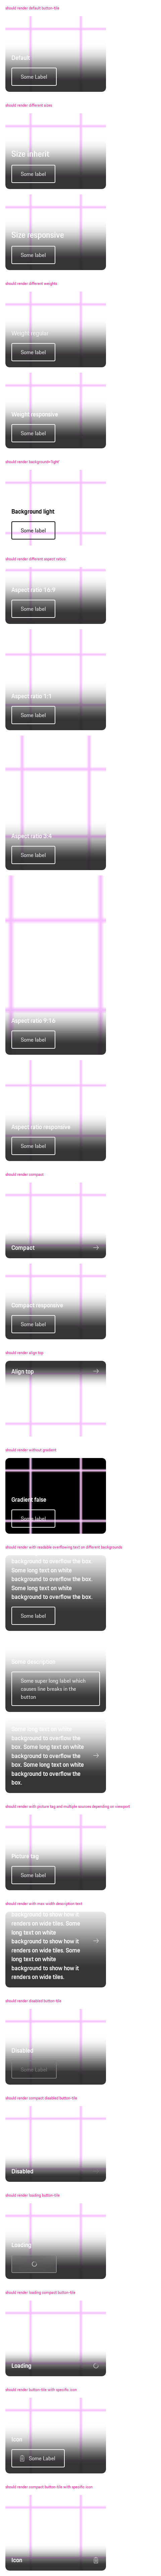 should render default button-tile
Default
Some Label
should render different sizes
Size inherit
Some label
Size responsive
Some label
should render different weights
Weight regular
Some label
Weight responsive
Some label
should render background=light
Background light
Some label
should render different aspect ratios
Aspect ratio 16:9
Some label
Aspect ratio 1:1
Some label
Aspect ratio 3:4
Some label
Aspect ratio 9:16
Some label
Aspect ratio responsive
Some label
should render compact
Compact
Compact responsive
Some label
should render align top
Align top
should render without gradient
Gradient false
Some label
should render with readable overflowing text on different backgrounds
background to overflow the box.
Some long text on white
background to overflow the box.
Some long text on white
background to overflow the box.
Some label
Some description
Some super long label which
causes line breaks in the
button
Some long text on white
background to overflow the
box. Some long text on white
background to overflow the
box. Some long text on white
background to overflow the
box.
should render with picture tag and multiple sources depending on viewport
Picture tag
Some label
should render with max-width description text
background to show how it
renders on wide tiles. Some
long text on white
background to show how it
renders on wide tiles. Some
long text on white
background to show how it
renders on wide tiles.
should render disabled button-tile
Disabled
Some Label
should render compact disabled button-tile
Disabled
should render loading button-tile
Loading
should render loading compact button-tile
Loading
should render button-tile with specific icon
Icon
Some Label
should render compact button-tile with specific icon
Icon